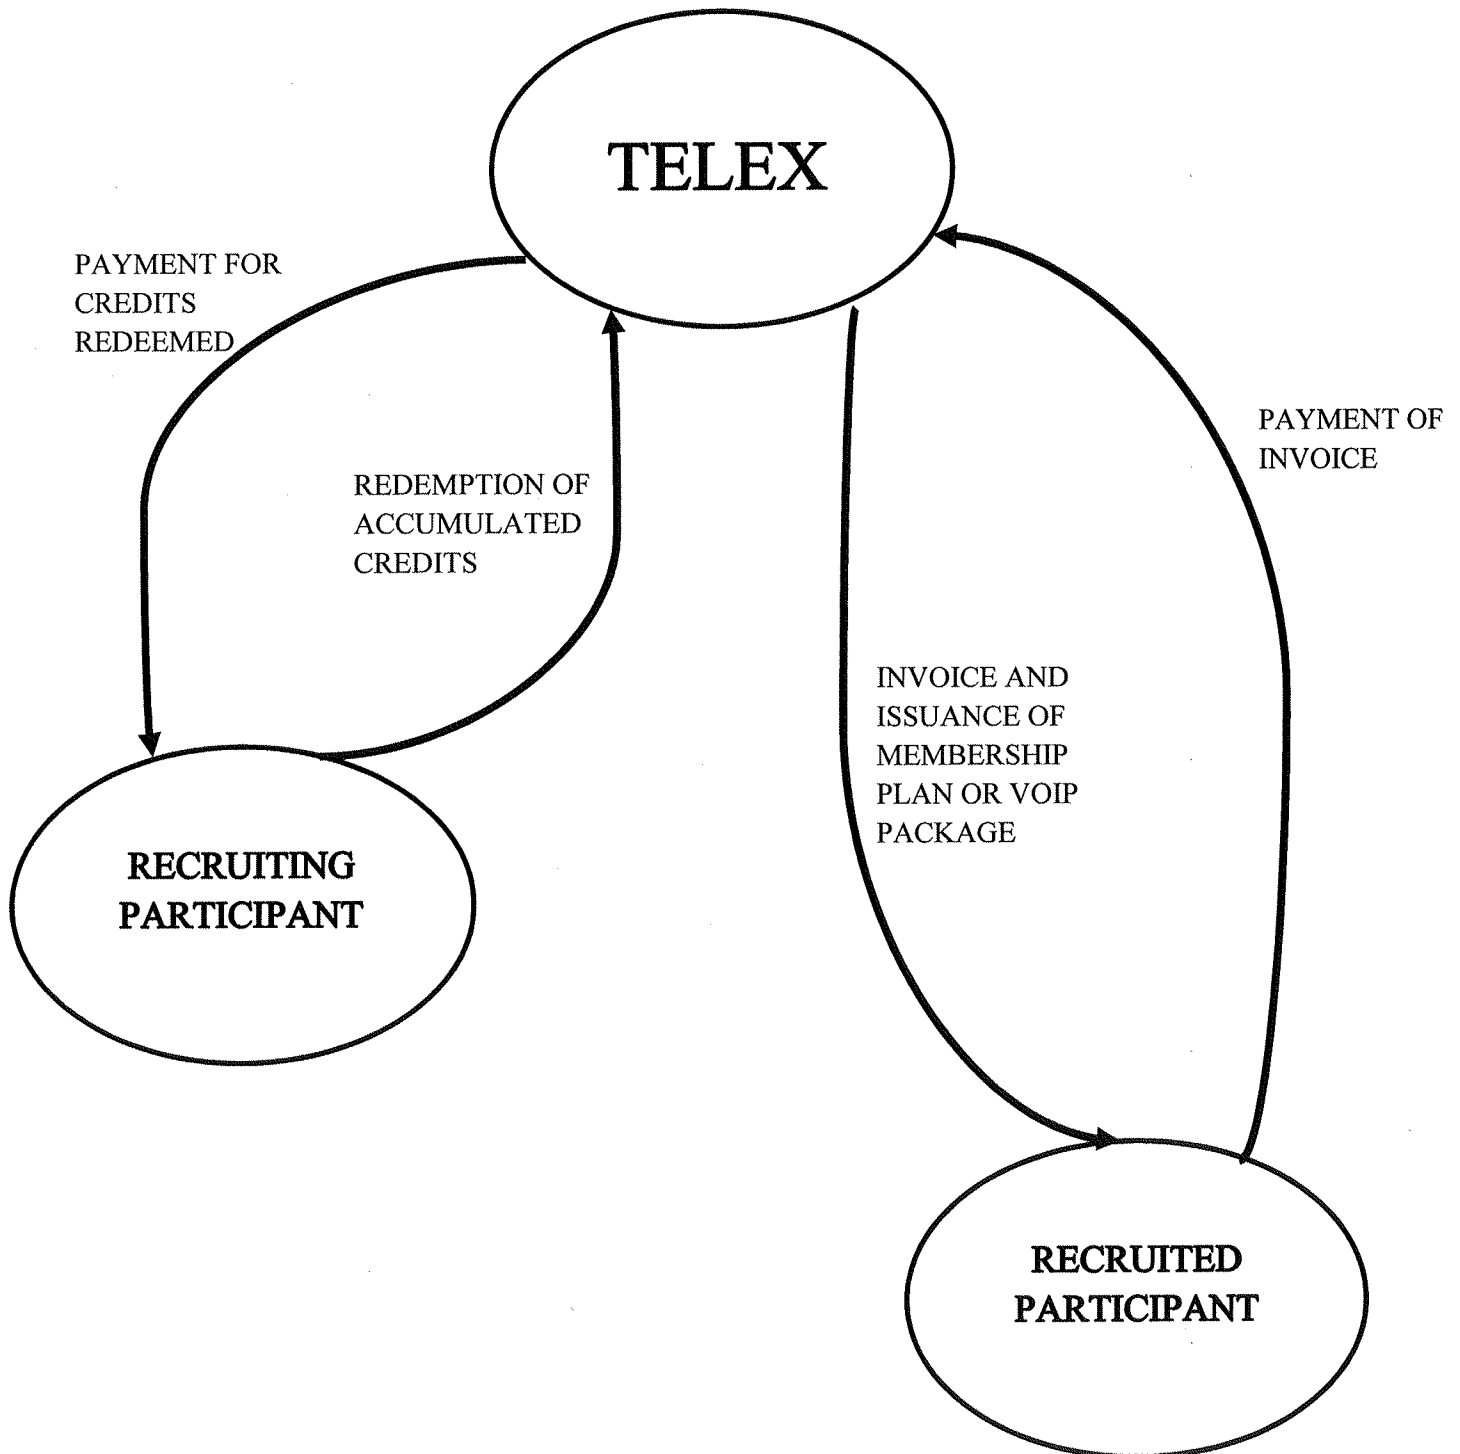 TELEX
PAYMENT FOR
CREDITS
REDEEMED
PAYMENT OF
INVOICE
REDEMPTION OF
ACCUMULATED
CREDITS
INVOICE AND
ISSUANCE OF
MEMBERSHIP
PLAN OR VOIP
PACKAGE
RECRUITING
PARTICIPANT
RECRUITED
PARTICIPANT